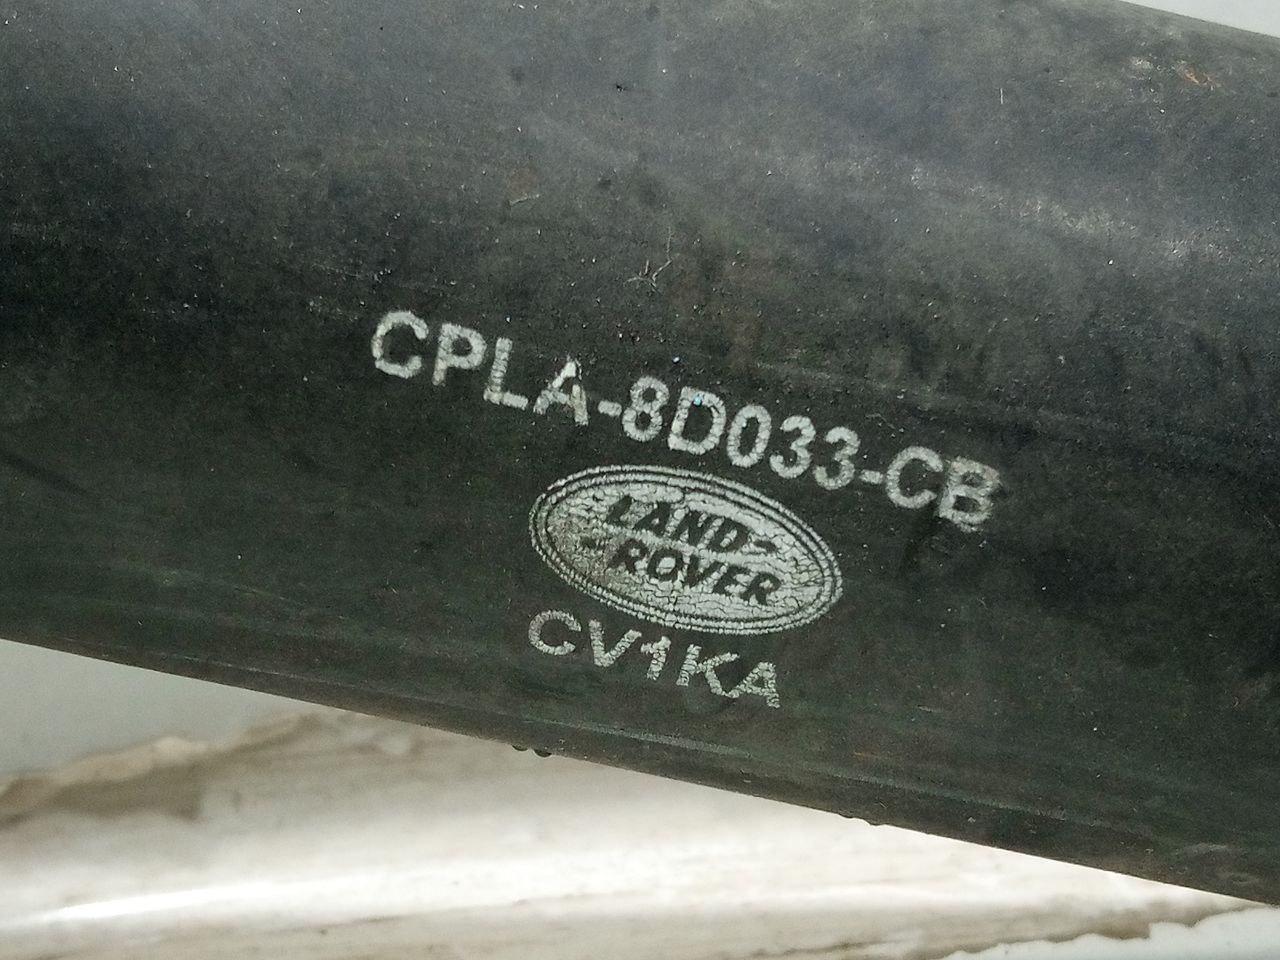 CPLA-8D033-CB
LAND-
-ROVER
CV1KA